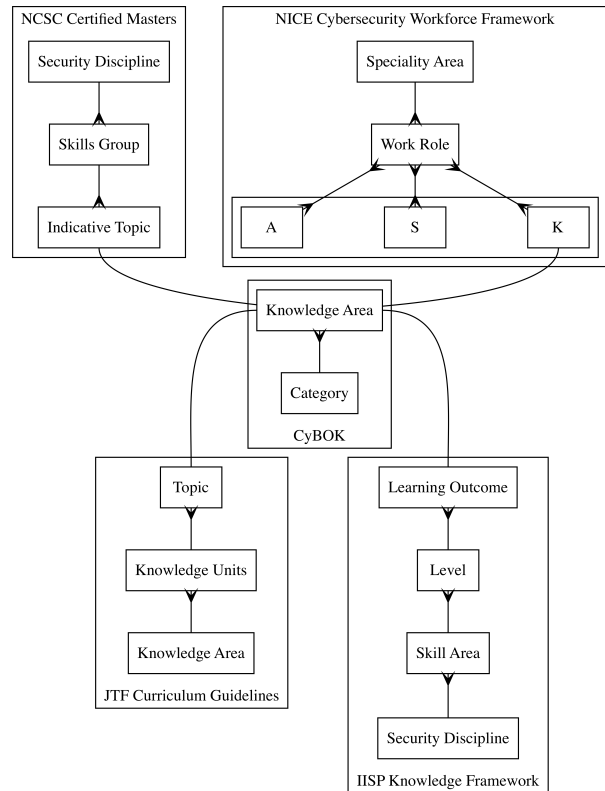 NCSC Certified Masters
Security Discipline
Skills Group
Indicative Topic
NICE Cybersecurity Workforce Framework
Speciality Area
Work Role
A
S
K
Knowledge Area
Category
CyBOK
Topic
Knowledge Units
Knowledge Area
JTF Curriculum Guidelines
Learning Outcome
Level
Skill Area
Security Discipline
IISP Knowledge Framework